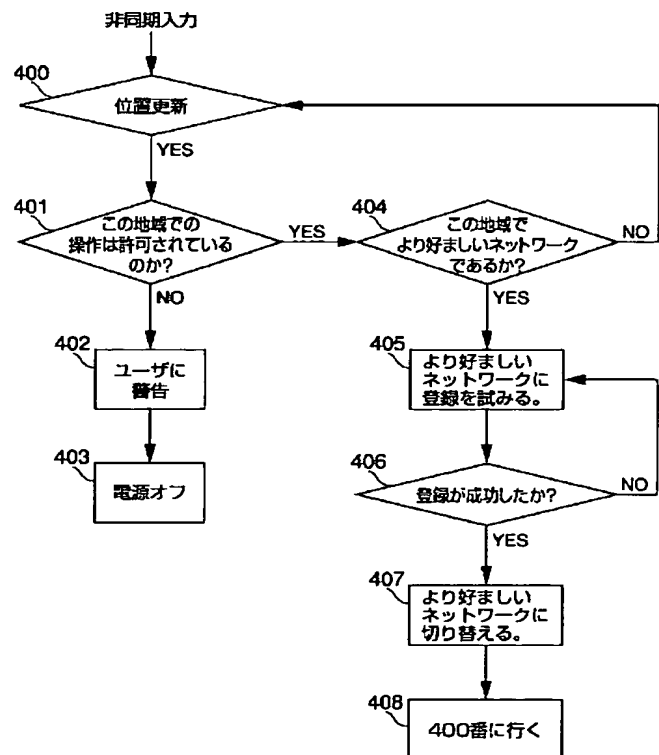 非同期入力
400
位置更新
YES
401
この地域での
操作は許可されている
のか?
YES
NO
402
ユーザに
警告
403
電源オフ
404
この地域で
より好ましいネットワーク
であるか?
NO
YES
405
より好ましい
ネットワークに
登録を試みる。
406
登録が成功したか?
NO
YES
407
より好ましい
ネットワークに
切り替える。
408
400番に行く